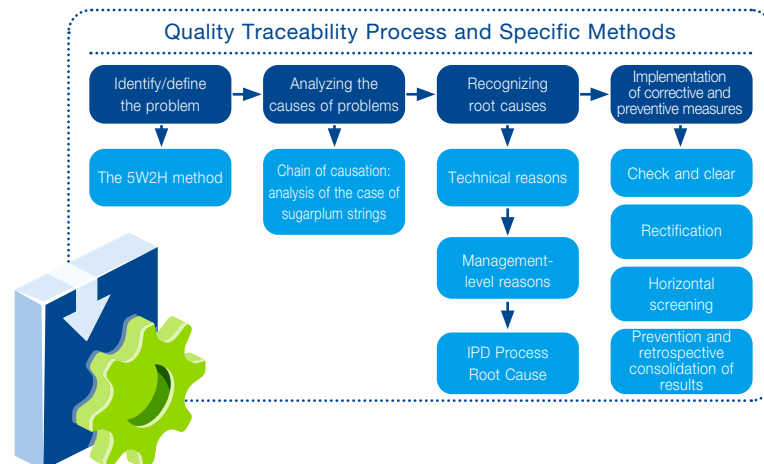 Quality Traceability Process and Specific Methods
Identify/define
the problem
Analyzing the
causes of problems
Recognizing
root causes
Implementation
of corrective and
preventive measures
The 5W2H method
Chain of causation:
analysis of the case of
sugarplum strings
Technical reasons
Management-
level reasons
IPD Process
Root Cause
Check and clear
Rectification
Horizontal
screening
Prevention and
retrospective
consolidation of
results